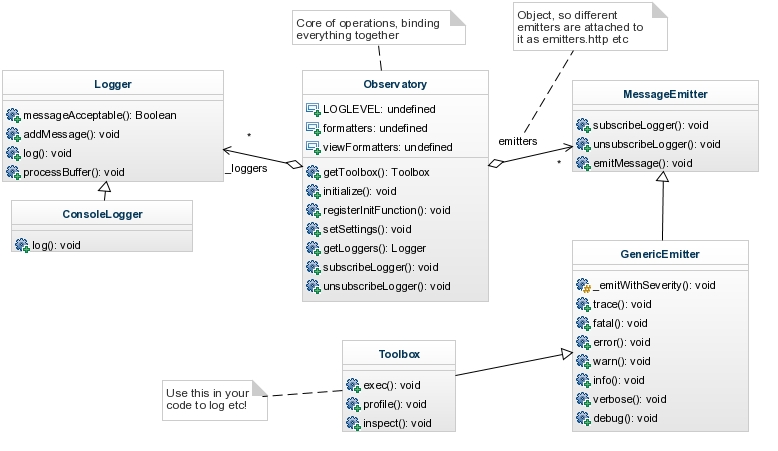 Core of operations, binding
everything together
Object, so different
emitters are attached to
it as emitters.http etc
Logger
messageAcceptable(): Boolean
addMessage(): void
log(): void
processBuffer(): void
ConsoleLogger
log(): void
*
_loggers
Observatory
LOGLEVEL: undefined
formatters: undefined
viewFormatters: undefined
getToolbox(): Toolbox
initialize(): void
registerInitFunction(): void
setSettings(): void
getLoggers(): Logger
subscribeLogger(): void
unsubscribeLogger(): void
emitters
*
MessageEmitter
subscribeLogger(): void
unsubscribeLogger(): void
emitMessage(): void
GenericEmitter
_emitWithSeverity(): void
trace(): void
fatal(): void
error(): void
warn(): void
info(): void
verbose(): void
debug(): void
Toolbox
exec(): void
profile(): void
inspect(): void
Use this in your
code to log etc!